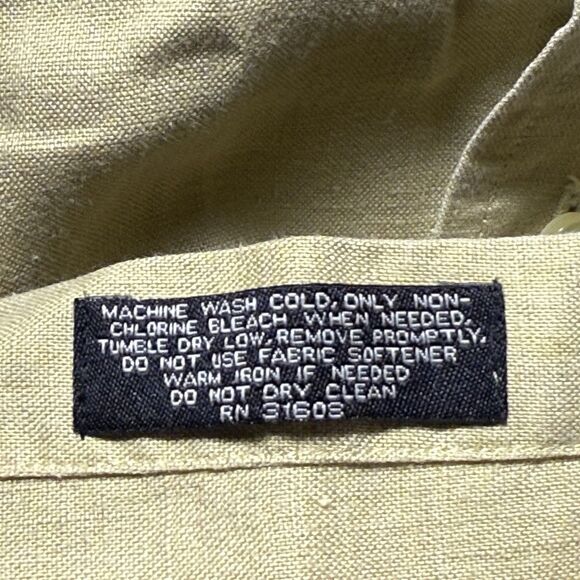 MACHINE WASH COLD. ONLY NON-
CHLORINE BLEACH WHEN NEEDED.
TUMBLE DRY LOW. REMOVE PROMPTLY.
DO NOT USE FABRIC SOFTENER
WARM IRON IF NEEDED
DO NOT DRY CLEAN
RN 31608